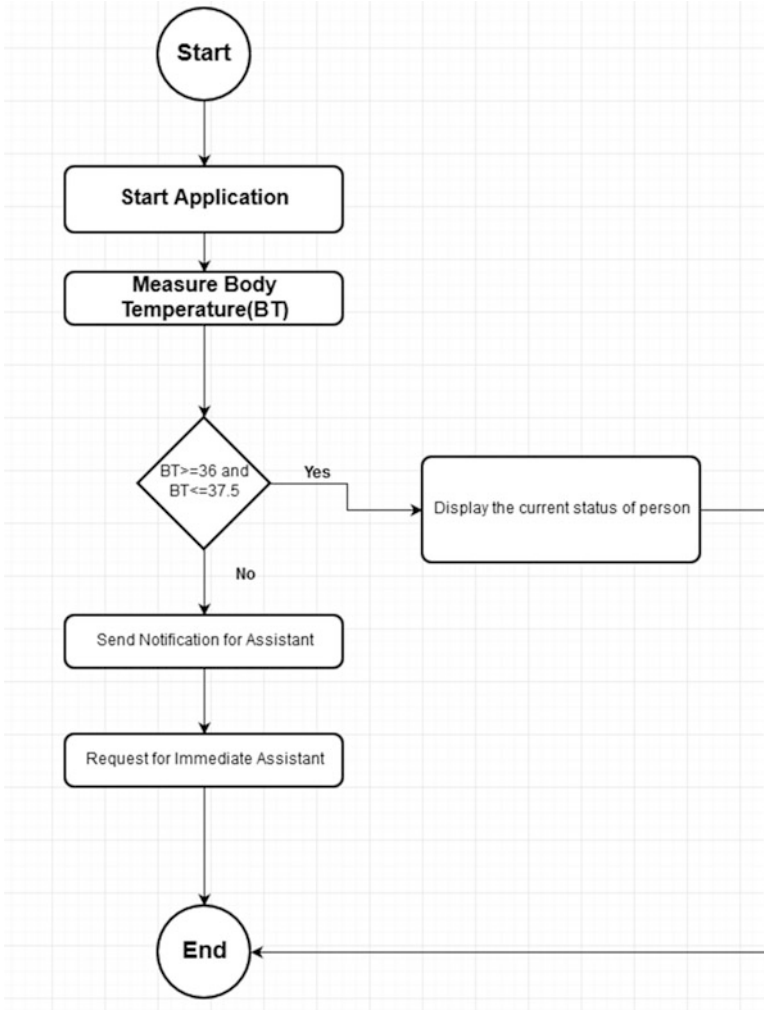 Start
Start Application
Measure Body
Temperature(BT)
BT>=36 and
BT<=37.5
Yes
Display the current status of person
No
Send Notification for Assistant
Request for Immediate Assistant
End